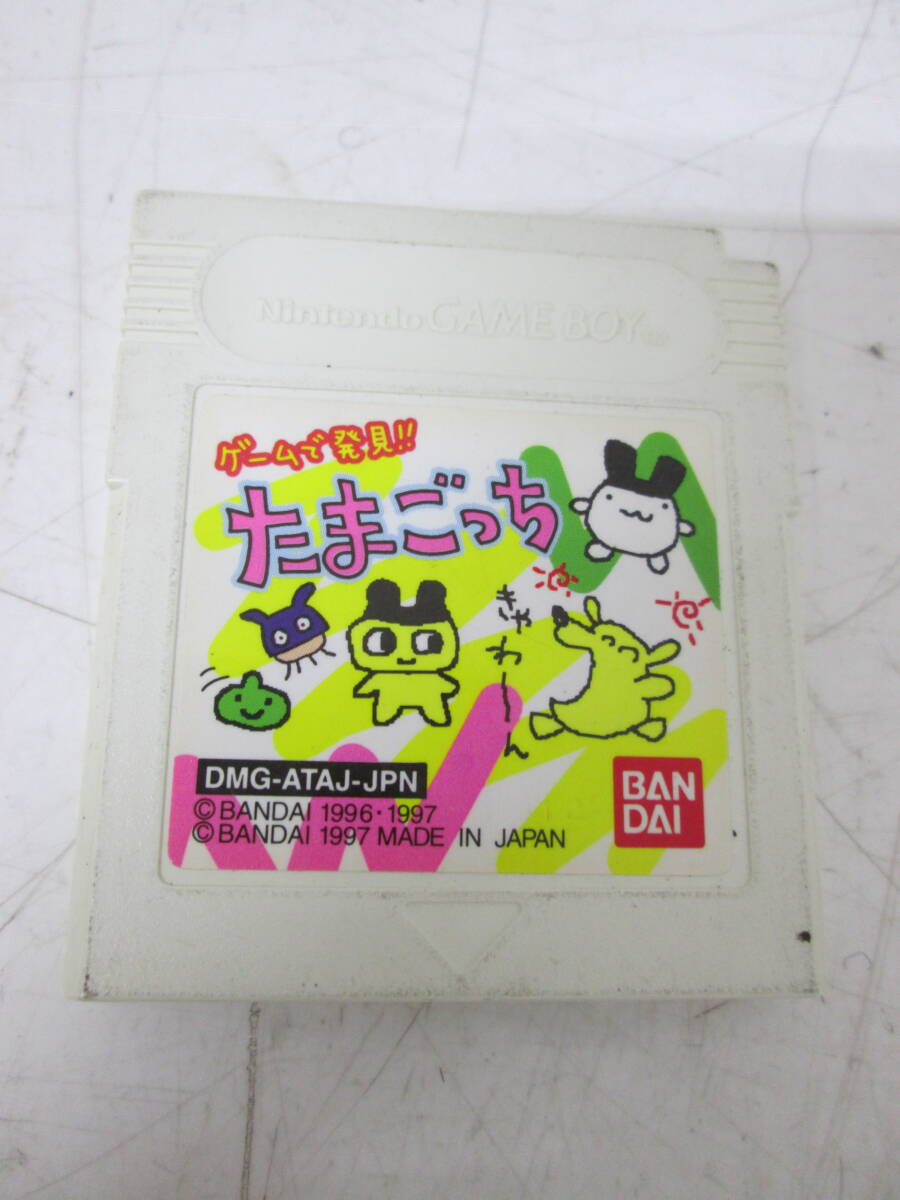 Nintendo GAME BOY TM
ゲームで発見!!
たまごっち
きゃわーん
DMG-ATAJ-JPN
©BANDAI 1996・1997
©BANDAI 1997 MADE IN JAPAN
BAN
DAI